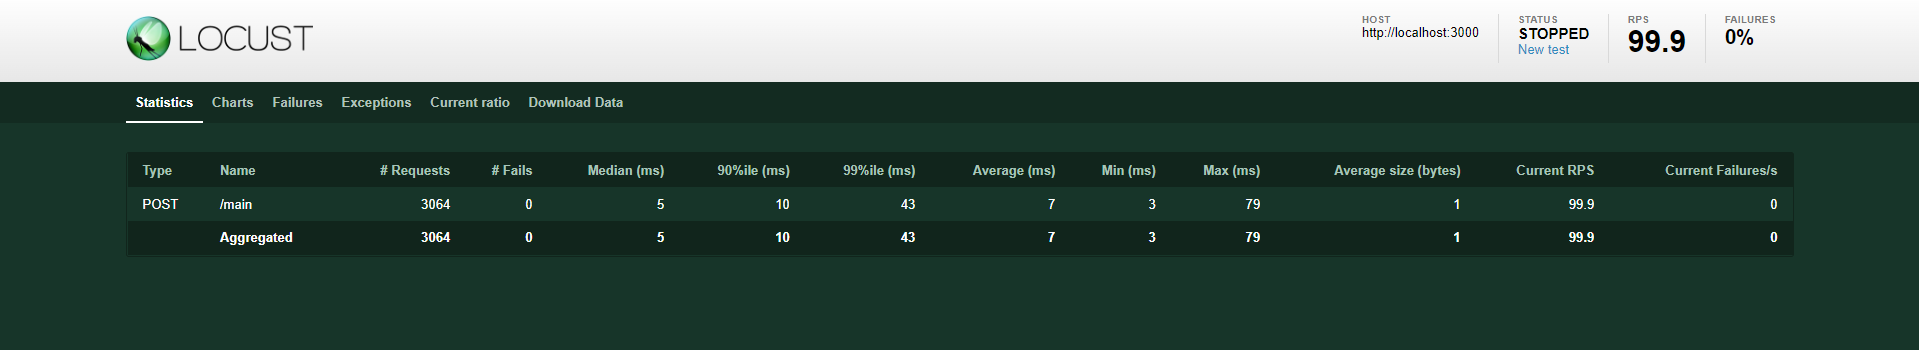 LOCUST
HOST
http://localhost:3000
STATUS
STOPPED
New test
RPS
99.9
FAILURES
0%
Statistics Charts Failures Exceptions Current ratio Download Data
Type Name # Requests # Fails Median (ms) 90%ile (ms) 99%ile (ms) Average (ms) Min (ms) Max (ms) Average size (bytes) Current RPS Current Failures/s
POST /main 3064 0 5 10 43 7 3 79 1 99.9 0
Aggregated 3064 0 5 10 43 7 3 79 1 99.9 0